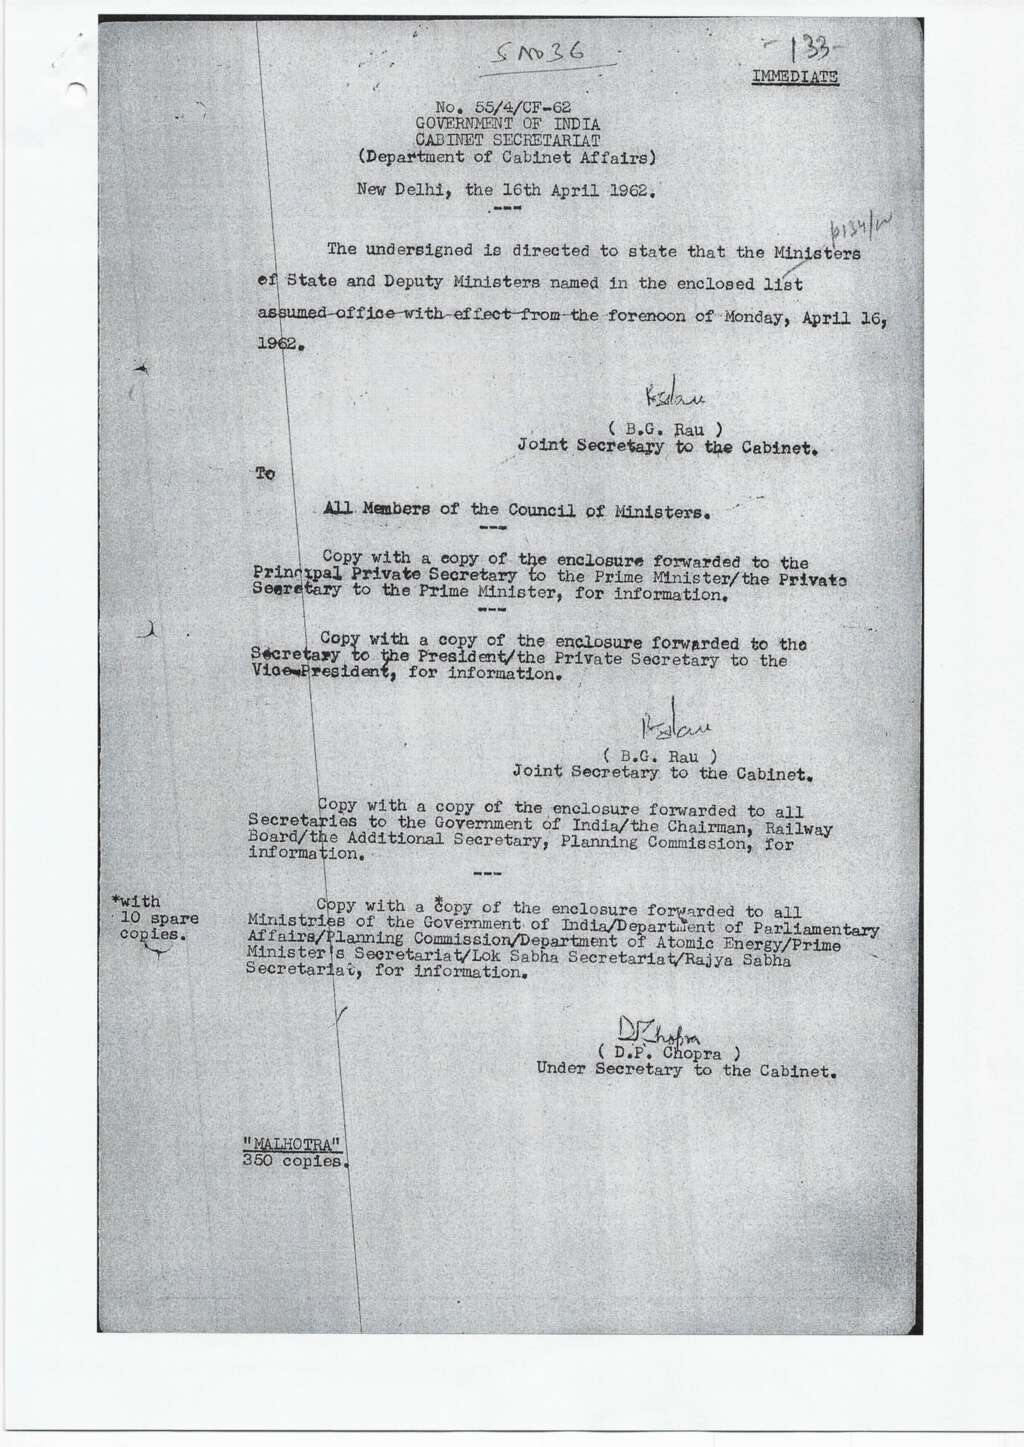 S No 36
-133-
IMMEDIATE
No. 55/4/CF-62
GOVERNMENT OF INDIA
CABINET SECRETARIAT
(Department of Cabinet Affairs)
New Delhi, the 16th April 1962.
---
p134/
The undersigned is directed to state that the Ministers
of State and Deputy Ministers named in the enclosed list
assumed office with effect from the forenoon of Monday, April 16,
1962.
( B.G. Rau )
Joint Secretary to the Cabinet.
To
All Members of the Council of Ministers.
---
Copy with a copy of the enclosure forwarded to the
Principal Private Secretary to the Prime Minister/the Private
Secretary to the Prime Minister, for information.
---
Copy with a copy of the enclosure forwarded to the
Secretary to the President/the Private Secretary to the
Vice-President, for information.
( B.G. Rau )
Joint Secretary to the Cabinet.
Copy with a copy of the enclosure forwarded to all
Secretaries to the Government of India/the Chairman, Railway
Board/the Additional Secretary, Planning Commission, for
information.
---
*with
10 spare
copies.
Copy with a *copy of the enclosure forwarded to all
Ministries of the Government of India/Department of Parliamentary
Affairs/Planning Commission/Department of Atomic Energy/Prime
Minister's Secretariat/Lok Sabha Secretariat/Rajya Sabha
Secretariat, for information.
DPChopra
( D.P. Chopra )
Under Secretary to the Cabinet.
"MALHOTRA"
350 copies.